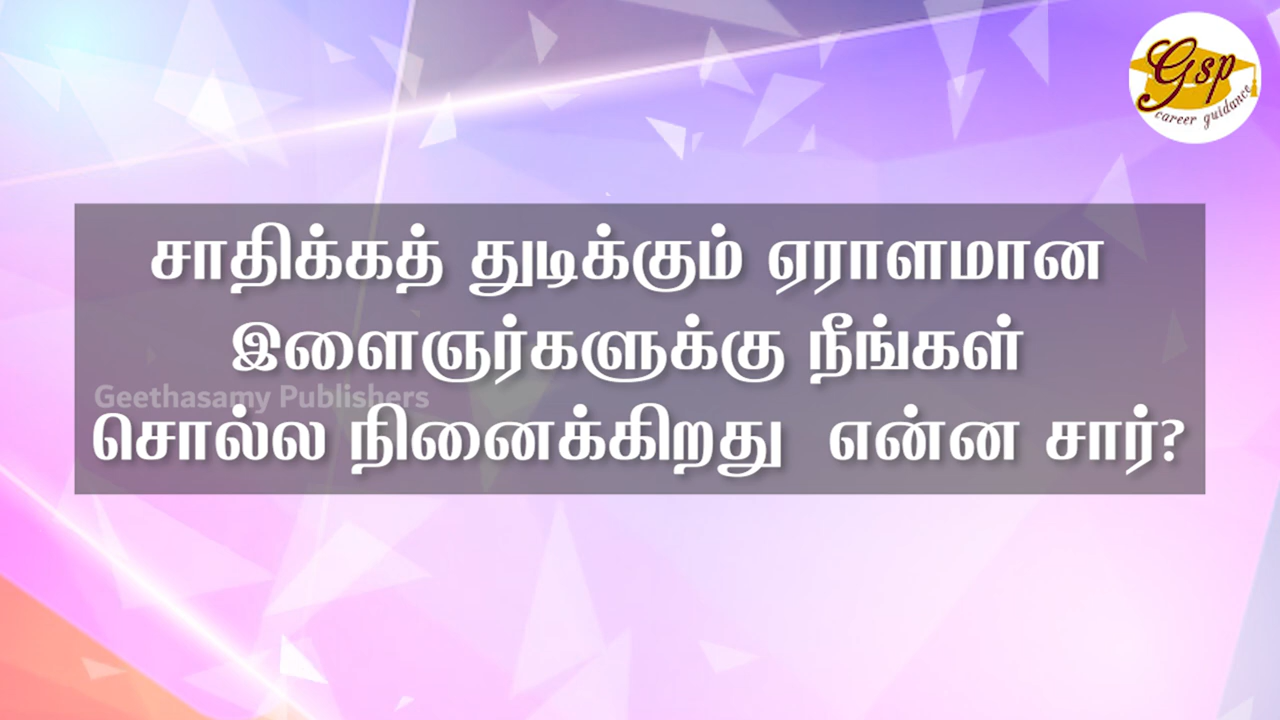 Gsp
career guidance
சாதிக்கத் துடிக்கும் ஏராளமான
இளைஞர்களுக்கு நீங்கள்
Geethasamy Publishers
சொல்ல நினைக்கிறது என்ன சார்?